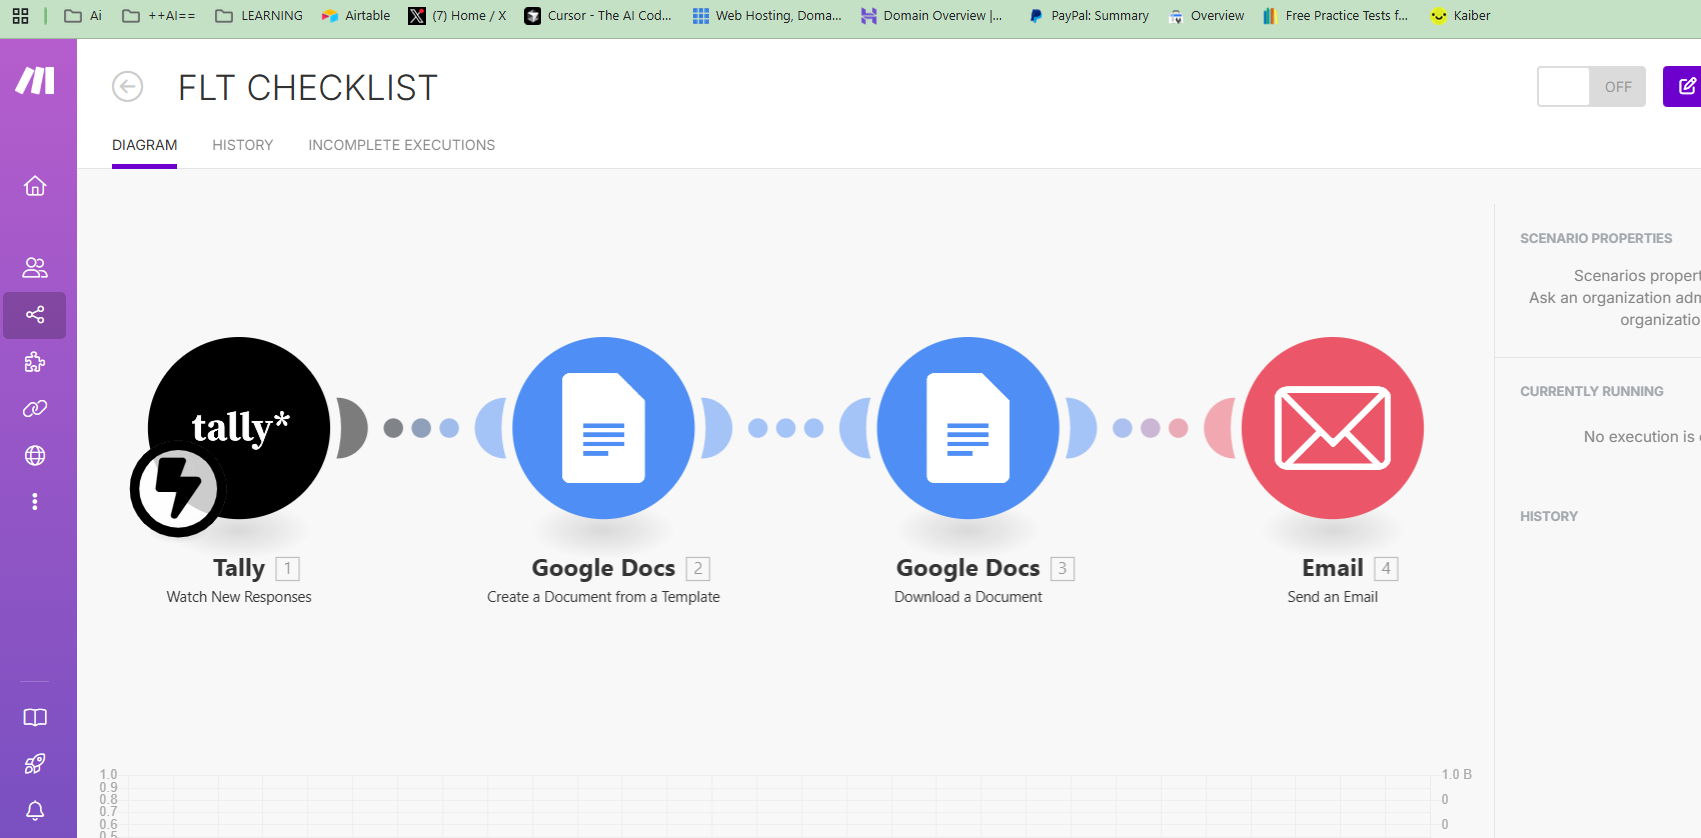 Ai ++AI== LEARNING Airtable (7) Home / X Cursor - The AI Cod... Web Hosting, Doma... Domain Overview |... PayPal: Summary Overview Free Practice Tests f... Kaiber
FLT CHECKLIST
OFF
DIAGRAM HISTORY INCOMPLETE EXECUTIONS
SCENARIO PROPERTIES
Scenarios propert
Ask an organization adm
organizatio
CURRENTLY RUNNING
No execution is
HISTORY
tally*
Tally 1
Watch New Responses
Google Docs 2
Create a Document from a Template
Google Docs 3
Download a Document
Email 4
Send an Email
1.0 1.0 B
0.9
0.8 0
0.7
0.6 0
0.5